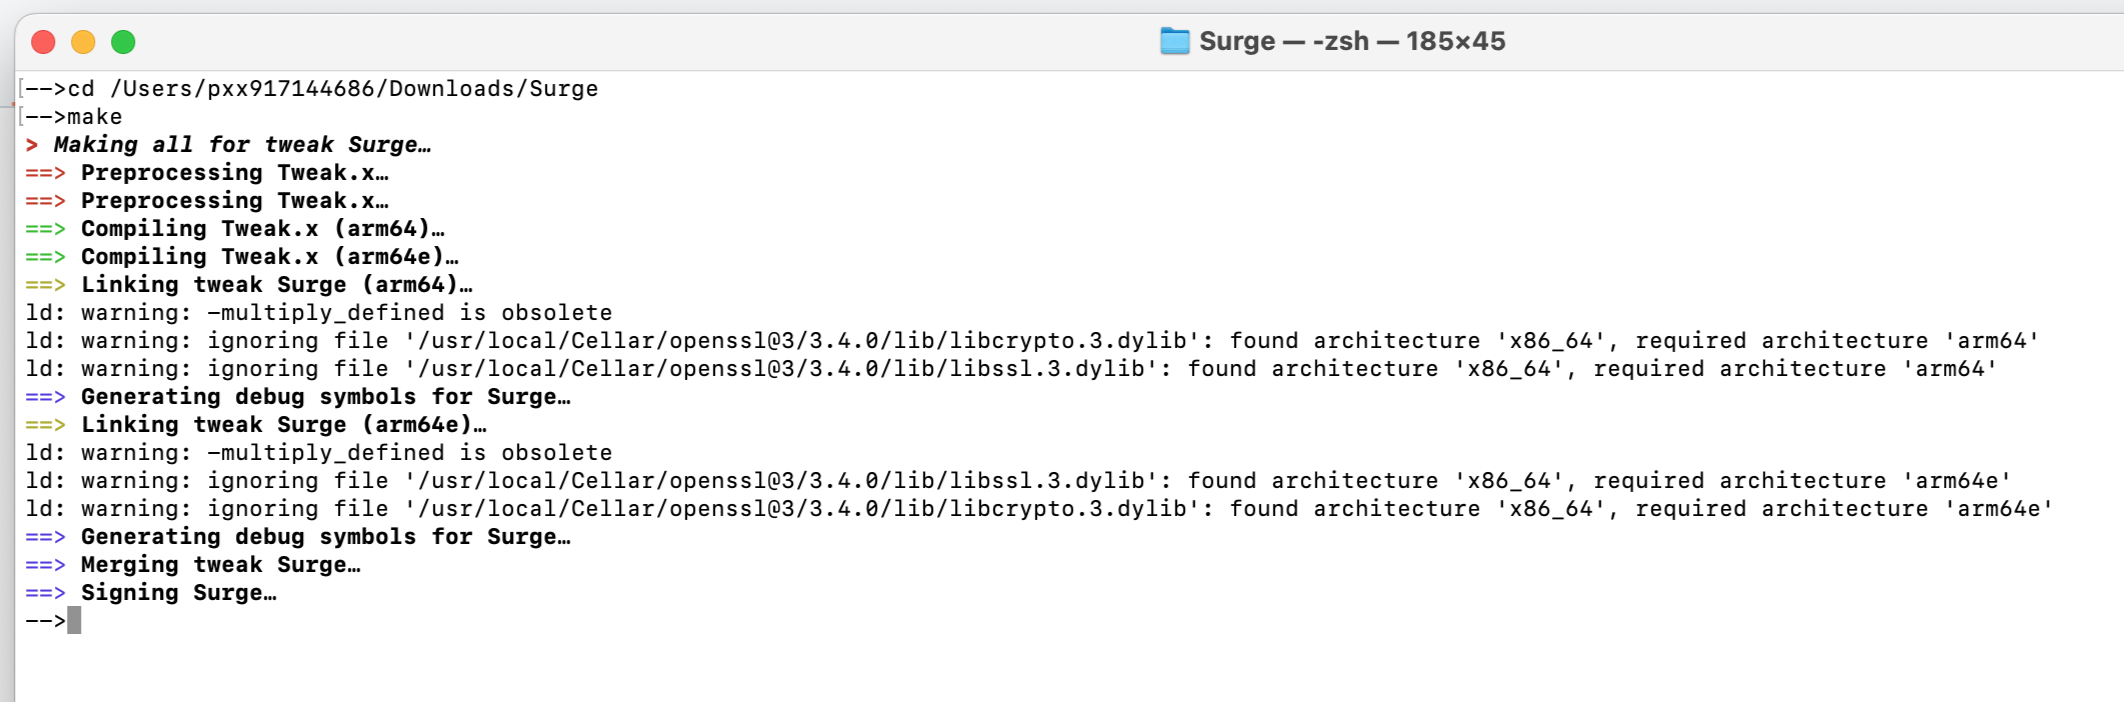 Surge — -zsh — 185×45
[-->cd /Users/pxx917144686/Downloads/Surge
[-->make
> Making all for tweak Surge…
==> Preprocessing Tweak.x…
==> Preprocessing Tweak.x…
==> Compiling Tweak.x (arm64)…
==> Compiling Tweak.x (arm64e)…
==> Linking tweak Surge (arm64)…
ld: warning: -multiply_defined is obsolete
ld: warning: ignoring file '/usr/local/Cellar/openssl@3/3.4.0/lib/libcrypto.3.dylib': found architecture 'x86_64', required architecture 'arm64'
ld: warning: ignoring file '/usr/local/Cellar/openssl@3/3.4.0/lib/libssl.3.dylib': found architecture 'x86_64', required architecture 'arm64'
==> Generating debug symbols for Surge…
==> Linking tweak Surge (arm64e)…
ld: warning: -multiply_defined is obsolete
ld: warning: ignoring file '/usr/local/Cellar/openssl@3/3.4.0/lib/libssl.3.dylib': found architecture 'x86_64', required architecture 'arm64e'
ld: warning: ignoring file '/usr/local/Cellar/openssl@3/3.4.0/lib/libcrypto.3.dylib': found architecture 'x86_64', required architecture 'arm64e'
==> Generating debug symbols for Surge…
==> Merging tweak Surge…
==> Signing Surge…
-->